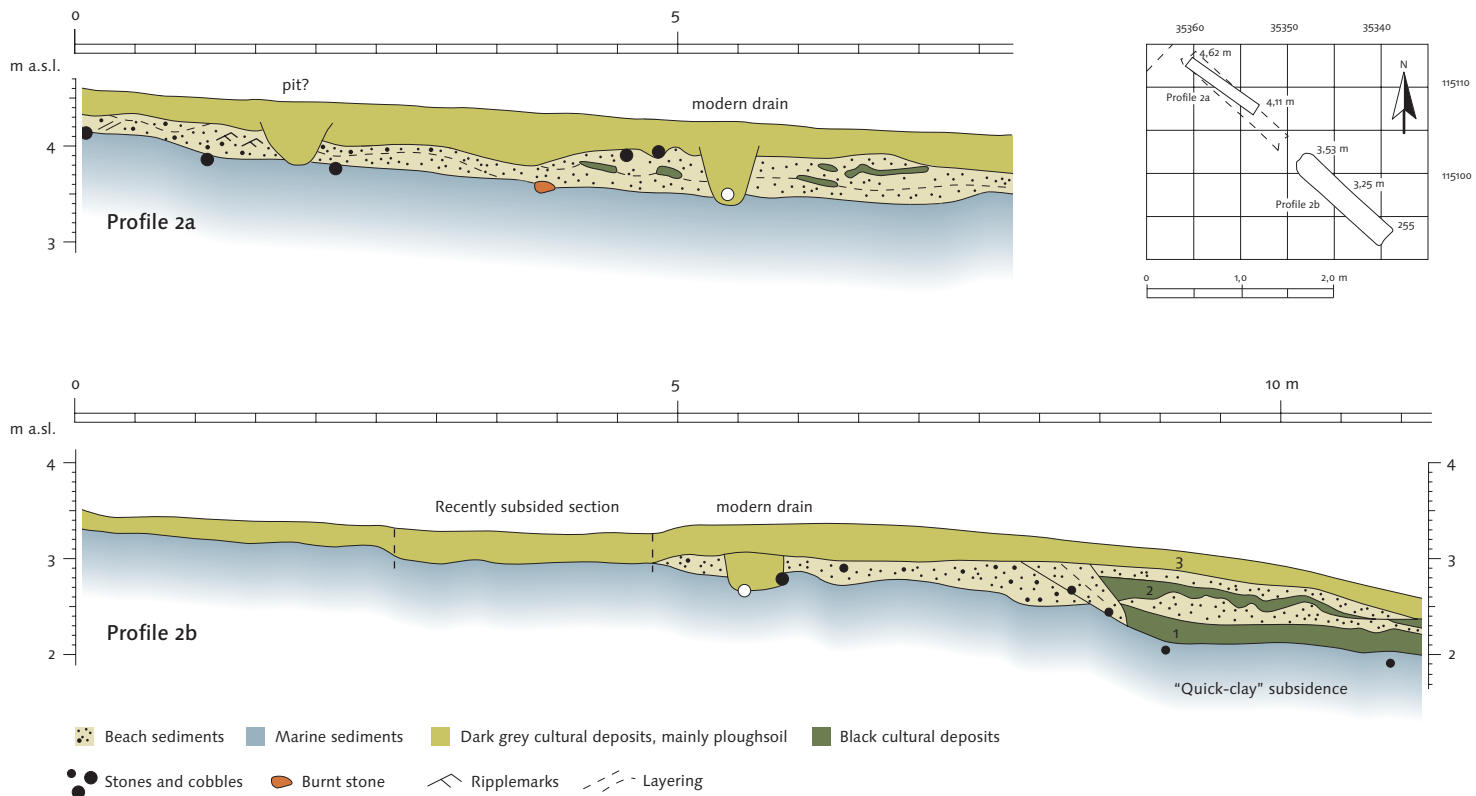 0 5
m a.s.l.
pit?
modern drain
4
3
Profile 2a
35360 35350 35340
4,62 m
N
115110
Profile 2a
4,11 m
3,53 m
115100
3,25 m
Profile 2b
255
0 1,0 2,0 m
0 5 10 m
m a.sl.
4 4
Recently subsided section modern drain
3 3
3
2
Profile 2b
1
2 2
“Quick-clay” subsidence
Beach sediments Marine sediments Dark grey cultural deposits, mainly ploughsoil Black cultural deposits
Stones and cobbles Burnt stone Ripplemarks Layering